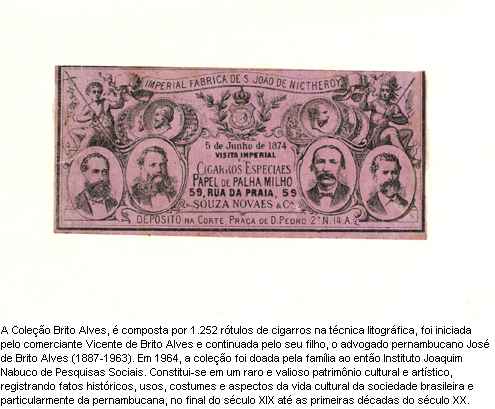 IMPERIAL FABRICA DE S. JOAO DE NICTHEROY
5 de Junho de 1874
VISITA IMPERIAL
CIGARROS ESPECIAES
PAPEL DE PALHA MILHO
59, RUA DA PRAIA, 59
SOUZA NOVAES & Cª
DEPOSITO NA CORTE, PRAÇA DE D. PEDRO 2º N. 14 A.
A Coleção Brito Alves, é composta por 1.252 rótulos de cigarros na técnica litográfica, foi iniciada
pelo comerciante Vicente de Brito Alves e continuada pelo seu filho, o advogado pernambucano José
de Brito Alves (1887-1963). Em 1964, a coleção foi doada pela família ao então Instituto Joaquim
Nabuco de Pesquisas Sociais. Constitui-se em um raro e valioso patrimônio cultural e artístico,
registrando fatos históricos, usos, costumes e aspectos da vida cultural da sociedade brasileira e
particularmente da pernambucana, no final do século XIX até as primeiras décadas do século XX.